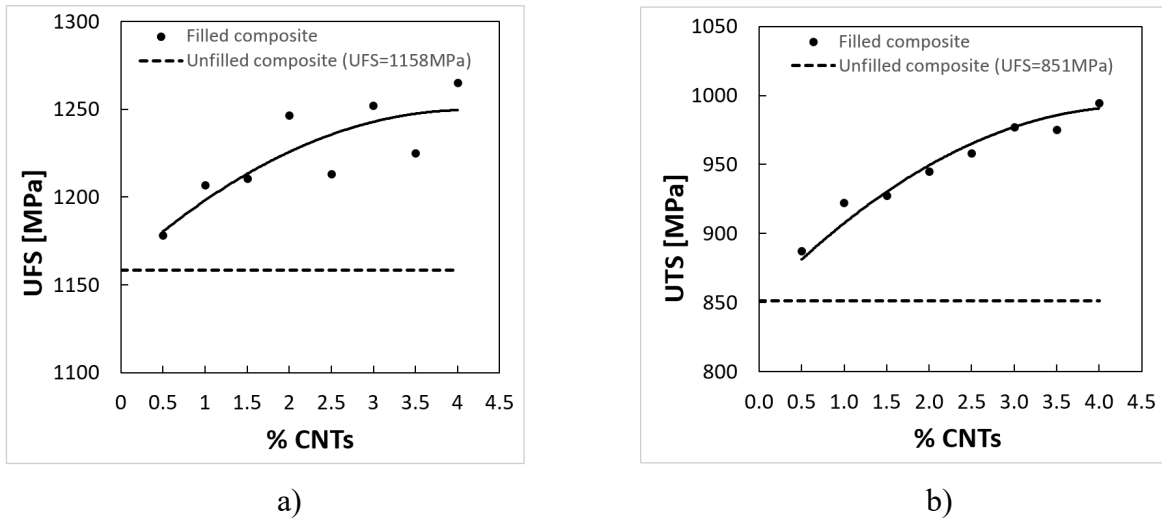 1300
1250
1200
1150
1100
UFS [MPa]
Filled composite
Unfilled composite (UFS=1158MPa)
0 0.5 1 1.5 2 2.5 3 3.5 4 4.5
% CNTs
a)
1050
1000
950
900
850
800
UTS [MPa]
Filled composite
Unfilled composite (UFS=851MPa)
0.0 0.5 1.0 1.5 2.0 2.5 3.0 3.5 4.0 4.5
% CNTs
b)